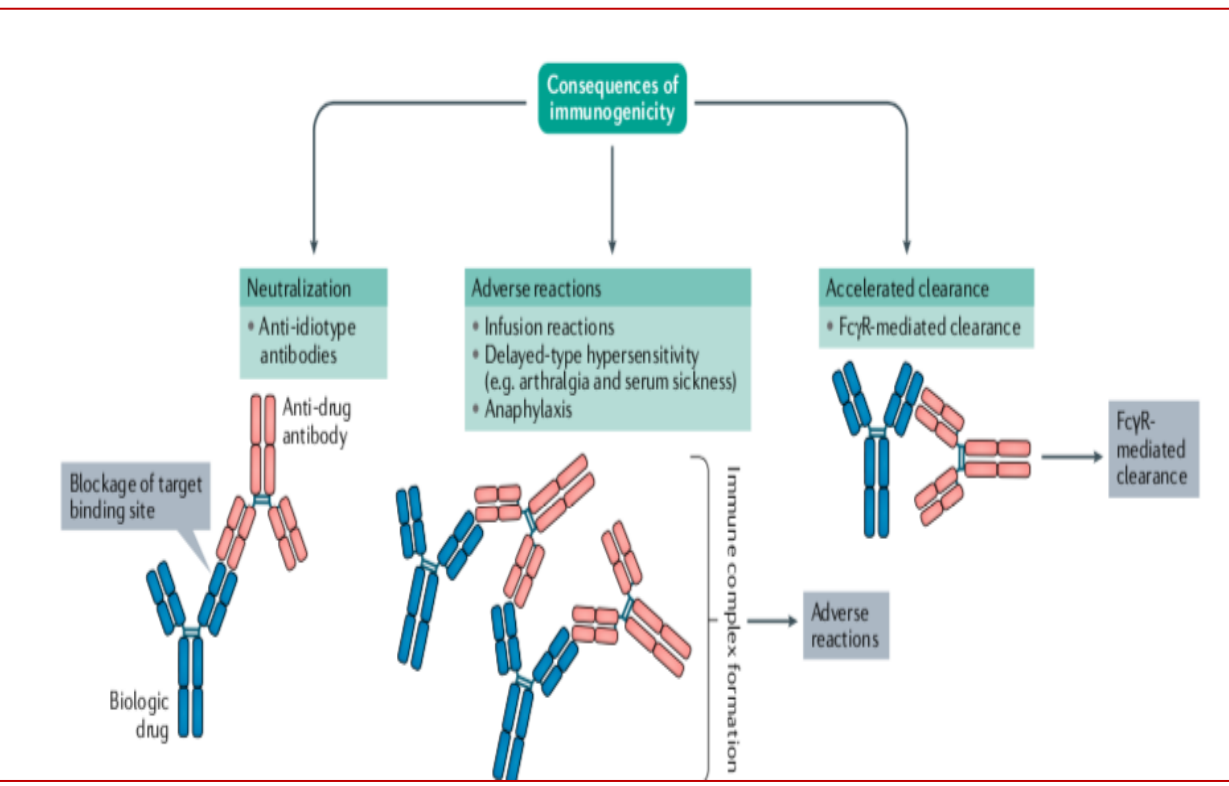 Consequences of
immunogenicity
Neutralization
• Anti-idiotype
antibodies
Adverse reactions
• Infusion reactions
• Delayed-type hypersensitivity
(e.g. arthralgia and serum sickness)
• Anaphylaxis
Accelerated clearance
• FcγR-mediated clearance
Anti-drug
antibody
Blockage of target
binding site
Biologic
drug
Immune complex formation
Adverse
reactions
FcγR-
mediated
clearance